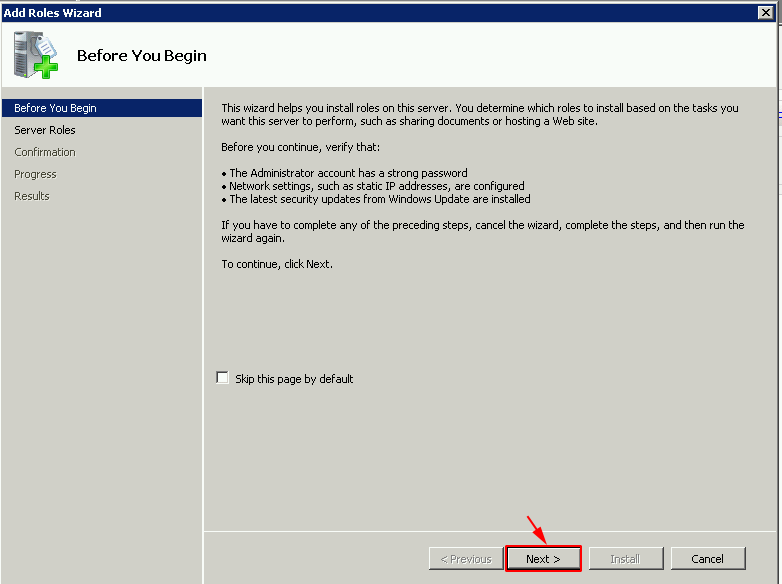 Add Roles Wizard
Before You Begin
Before You Begin
Server Roles
Confirmation
Progress
Results
This wizard helps you install roles on this server. You determine which roles to install based on the tasks you
want this server to perform, such as sharing documents or hosting a Web site.
Before you continue, verify that:
• The Administrator account has a strong password
• Network settings, such as static IP addresses, are configured
• The latest security updates from Windows Update are installed
If you have to complete any of the preceding steps, cancel the wizard, complete the steps, and then run the
wizard again.
To continue, click Next.
Skip this page by default
< Previous
Next >
Install
Cancel